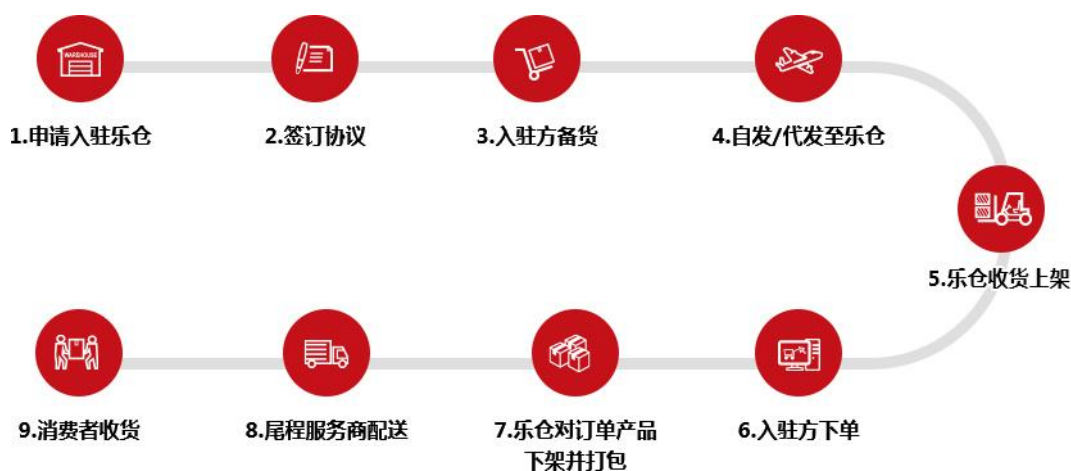 WAREHOUSE
1.申请入驻乐仓
2.签订协议
3.入驻方备货
4.自发/代发至乐仓
5.乐仓收货上架
6.入驻方下单
7.乐仓对订单产品
下架并打包
8.尾程服务商配送
9.消费者收货